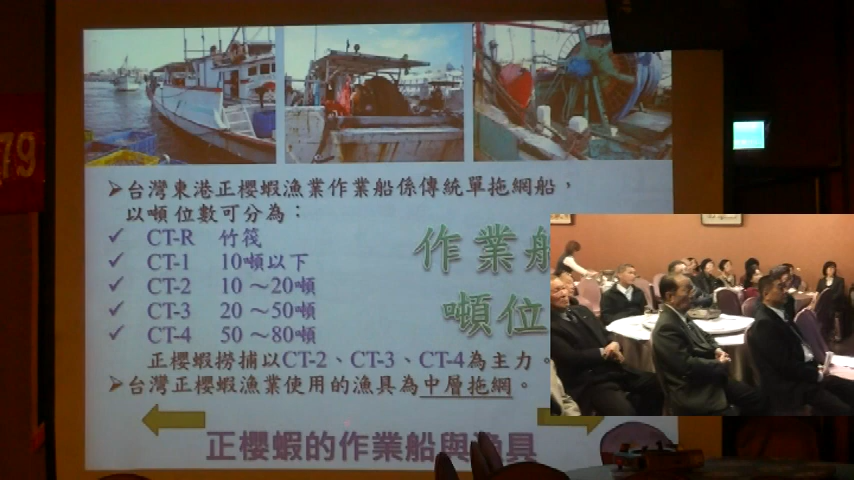 79
➢台灣東港正櫻蝦漁業作業船係傳統單拖網船，
以噸位數可分為：
✓ CT-R 竹筏
✓ CT-1 10噸以下
✓ CT-2 10～20噸
✓ CT-3 20～50噸
✓ CT-4 50～80噸
作業
噸位
正櫻蝦撈捕以CT-2、CT-3、CT-4為主力。
➢台灣正櫻蝦漁業使用的漁具為中層拖網。
正櫻蝦的作業船與漁具